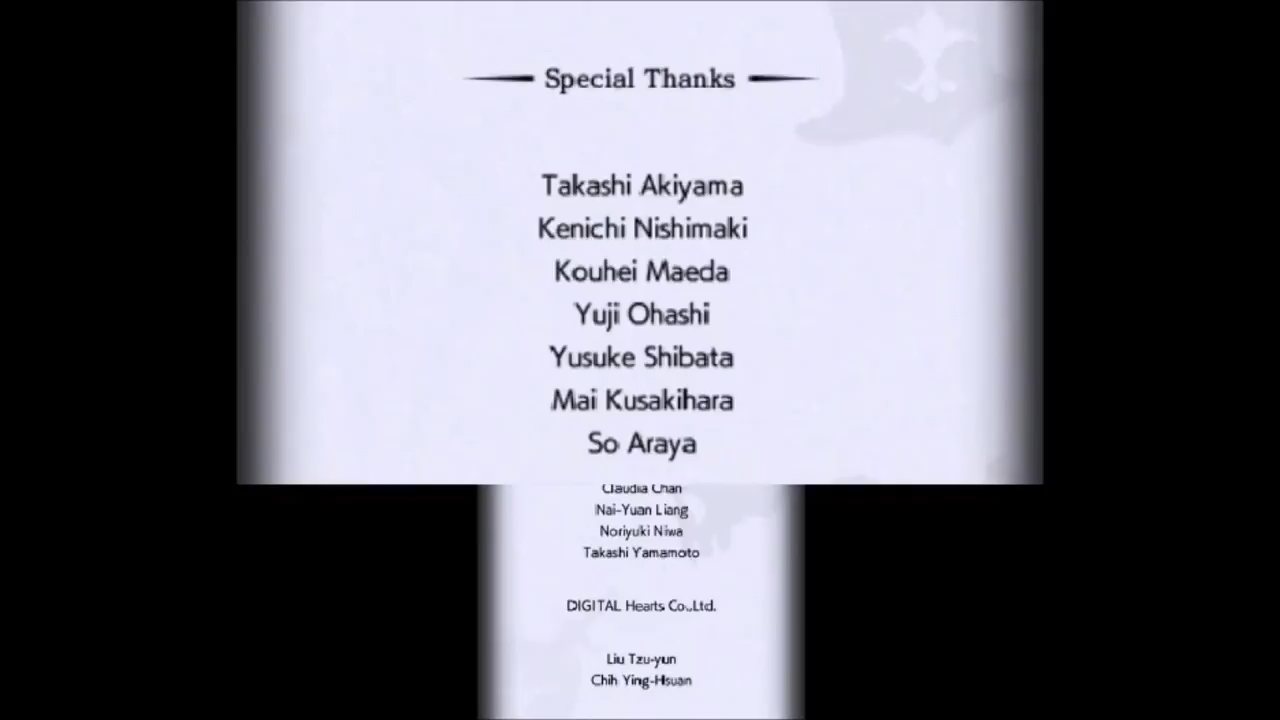 Special Thanks
Takashi Akiyama
Kenichi Nishimaki
Kouhei Maeda
Yuji Ohashi
Yusuke Shibata
Mai Kusakihara
So Araya
Claudia Chan
Nai-Yuan Liang
Noriyuki Niwa
Takashi Yamamoto
DIGITAL Hearts Co.,Ltd.
Liu Tzu-yun
Chih Ying-Hsuan